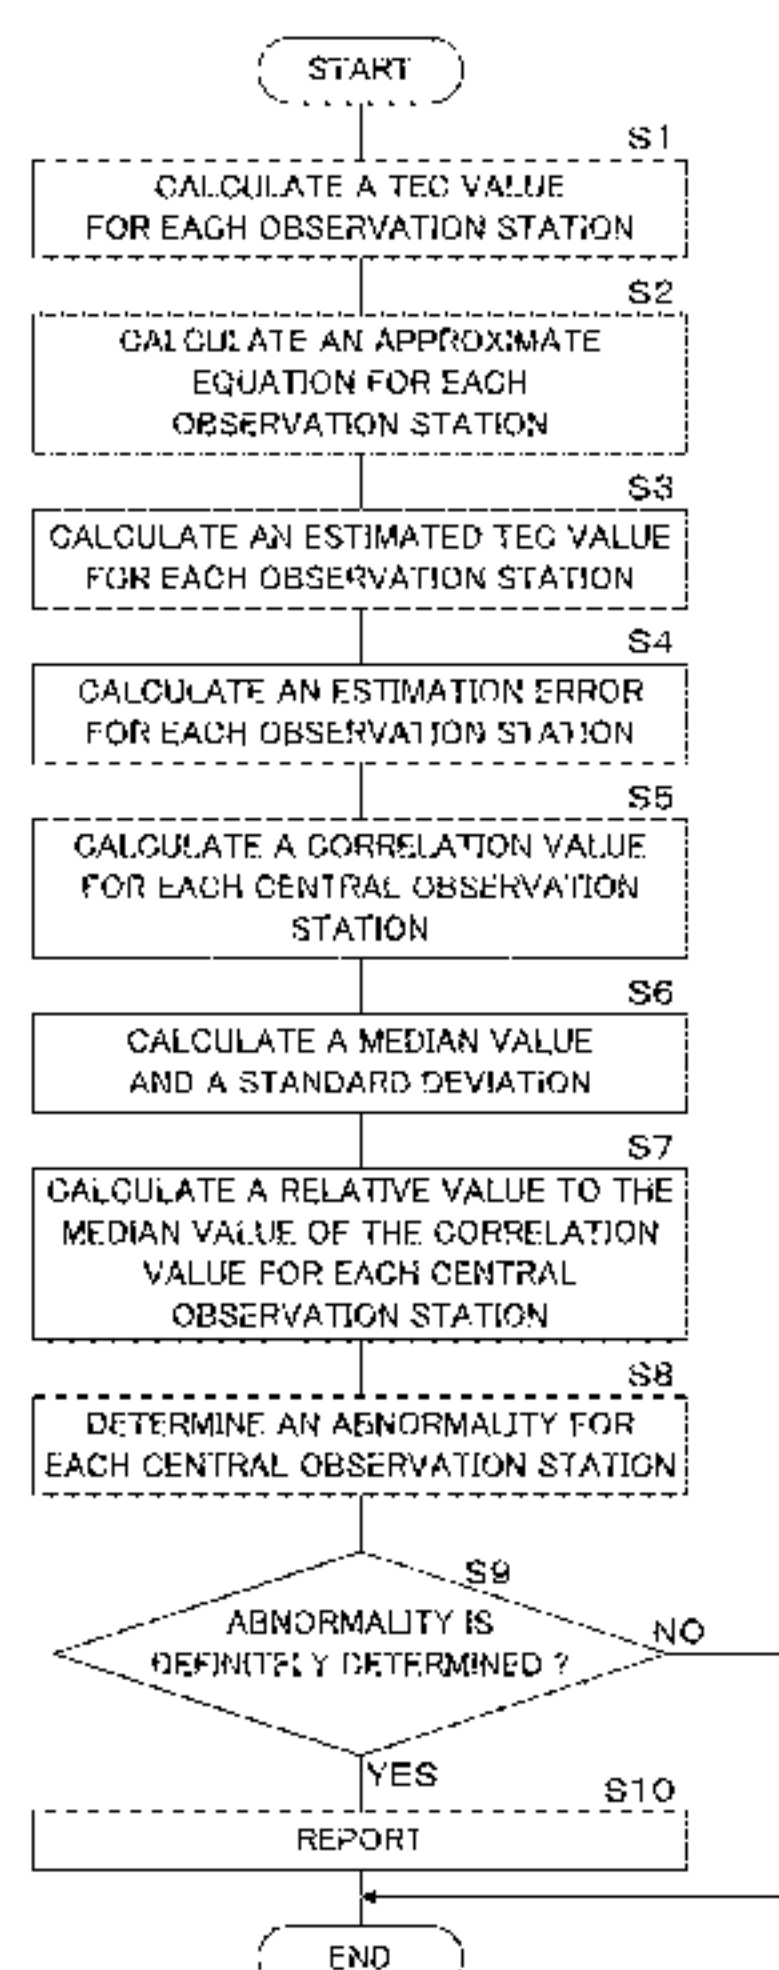 START
S1
CALCULATE A TEC VALUE
FOR EACH OBSERVATION STATION
S2
CALCULATE AN APPROXIMATE
EQUATION FOR EACH
OBSERVATION STATION
S3
CALCULATE AN ESTIMATED TEC VALUE
FOR EACH OBSERVATION STATION
S4
CALCULATE AN ESTIMATION ERROR
FOR EACH OBSERVATION STATION
S5
CALCULATE A CORRELATION VALUE
FOR EACH CENTRAL OBSERVATION
STATION
S6
CALCULATE A MEDIAN VALUE
AND A STANDARD DEVIATION
S7
CALCULATE A RELATIVE VALUE TO THE
MEDIAN VALUE OF THE CORRELATION
VALUE FOR EACH CENTRAL
OBSERVATION STATION
S8
DETERMINE AN ABNORMALITY FOR
EACH CENTRAL OBSERVATION STATION
S9
ABNORMALITY IS
DEFINITELY DETERMINED ?
NO
YES
S10
REPORT
END